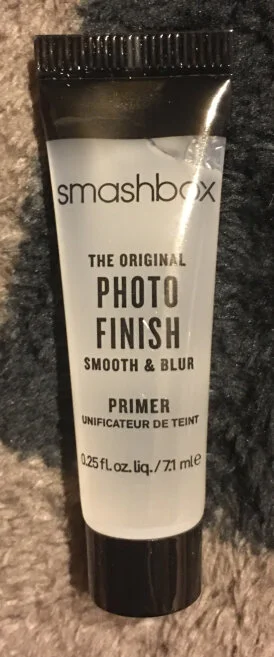 smashbox
THE ORIGINAL
PHOTO
FINISH
SMOOTH & BLUR
PRIMER
UNIFICATEUR DE TEINT
0.25 fl. oz. liq. / 7.1 ml e